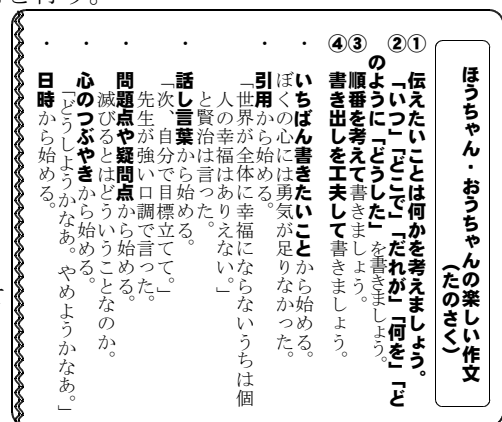 を行う。
ほうちゃん・おうちゃんの楽しい作文
(たのさく)
①伝えたいことは何かを考えましょう。
②「いつ」「どこで」「だれが」「何を」「ど
のように」「どうした」を書きましょう。
③順番を考えて書きましょう。
④書き出しを工夫して書きましょう。
・いちばん書きたいことから始める。
ぼくの心には勇気が足りなかった。
・引用から始める。
「世界が全体に幸福にならないうちは個
人の幸福はありえない。」
と賢治は言った。
・話し言葉から始める。
「次、自分で目標立てて。」
先生が強い口調で言った。
・問題点や疑問点から始める。
滅びるとはどういうことなのか。
・心のつぶやきから始める。
「どうしようかなあ。やめようかなあ。」
・日時から始める。